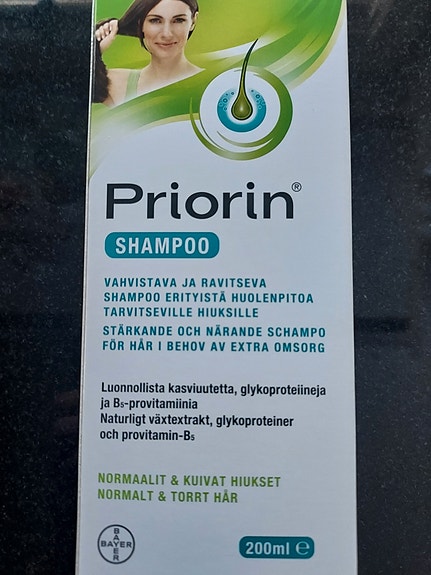 Priorin®
SHAMPOO
VAHVISTAVA JA RAVITSEVA
SHAMPOO ERITYISTÄ HUOLENPITOA
TARVITSEVILLE HIUKSILLE
STÄRKANDE OCH NÄRANDE SCHAMPO
FÖR HÅR I BEHOV AV EXTRA OMSORG
Luonnollista kasviuutetta, glykoproteiineja
ja B₅-provitamiinia
Naturligt växtextrakt, glykoproteiner
och provitamin-B₅
NORMAALIT & KUIVAT HIUKSET
NORMALT & TORRT HÅR
BAYER
BAYER
200ml ℮